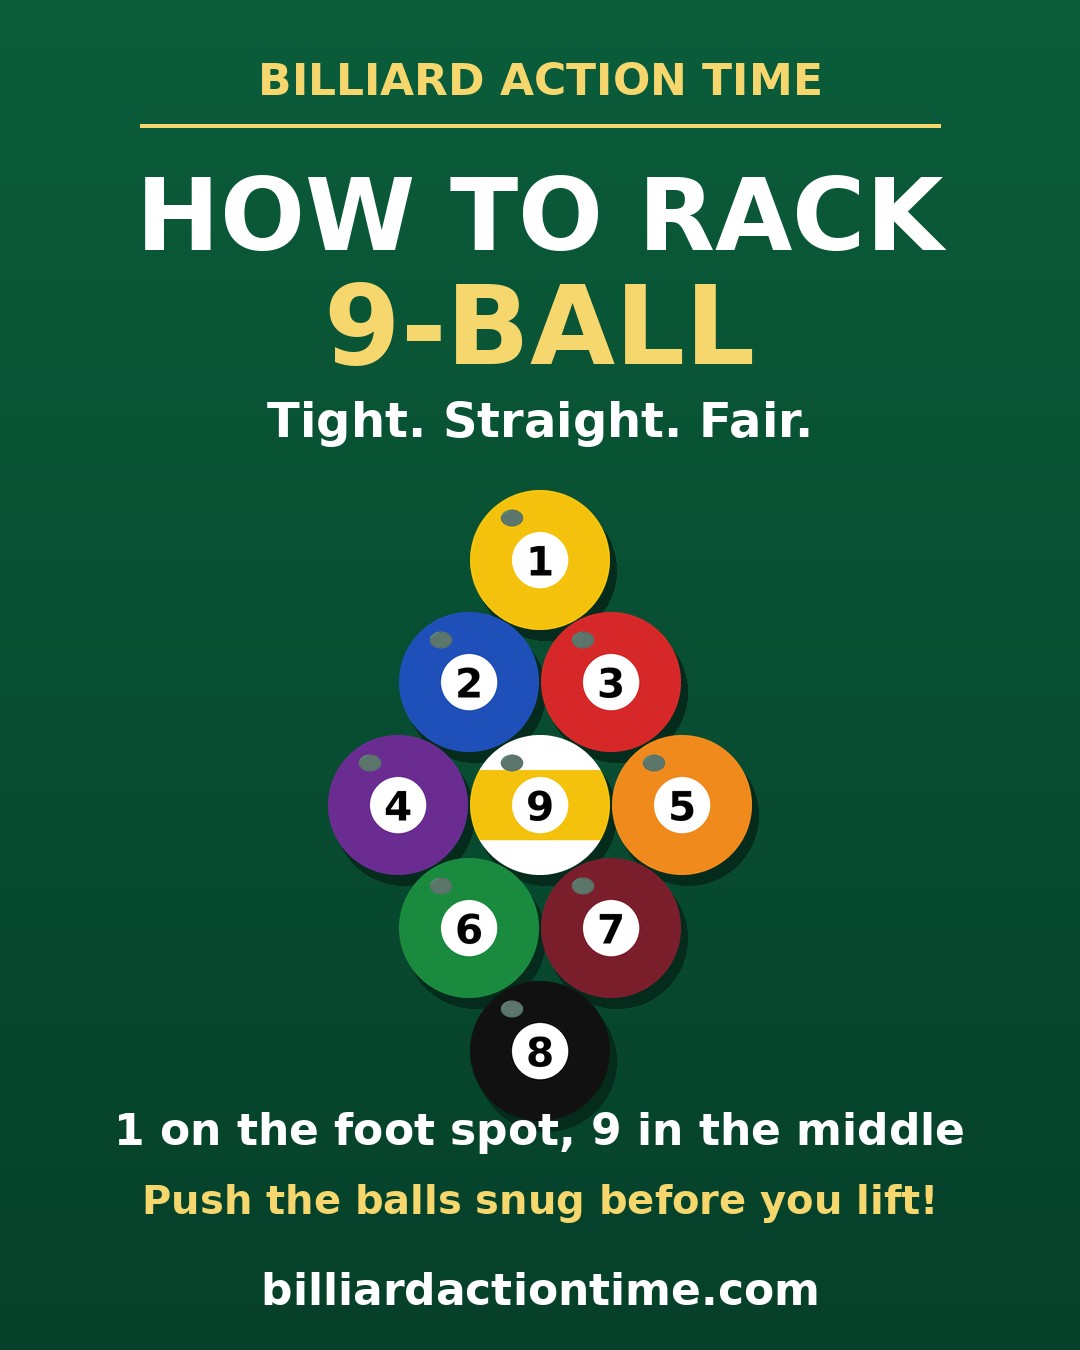 BILLIARD ACTION TIME
HOW TO RACK
9-BALL
Tight. Straight. Fair.
1
2 3
4 9 5
6 7
8
1 on the foot spot, 9 in the middle
Push the balls snug before you lift!
billiardactiontime.com